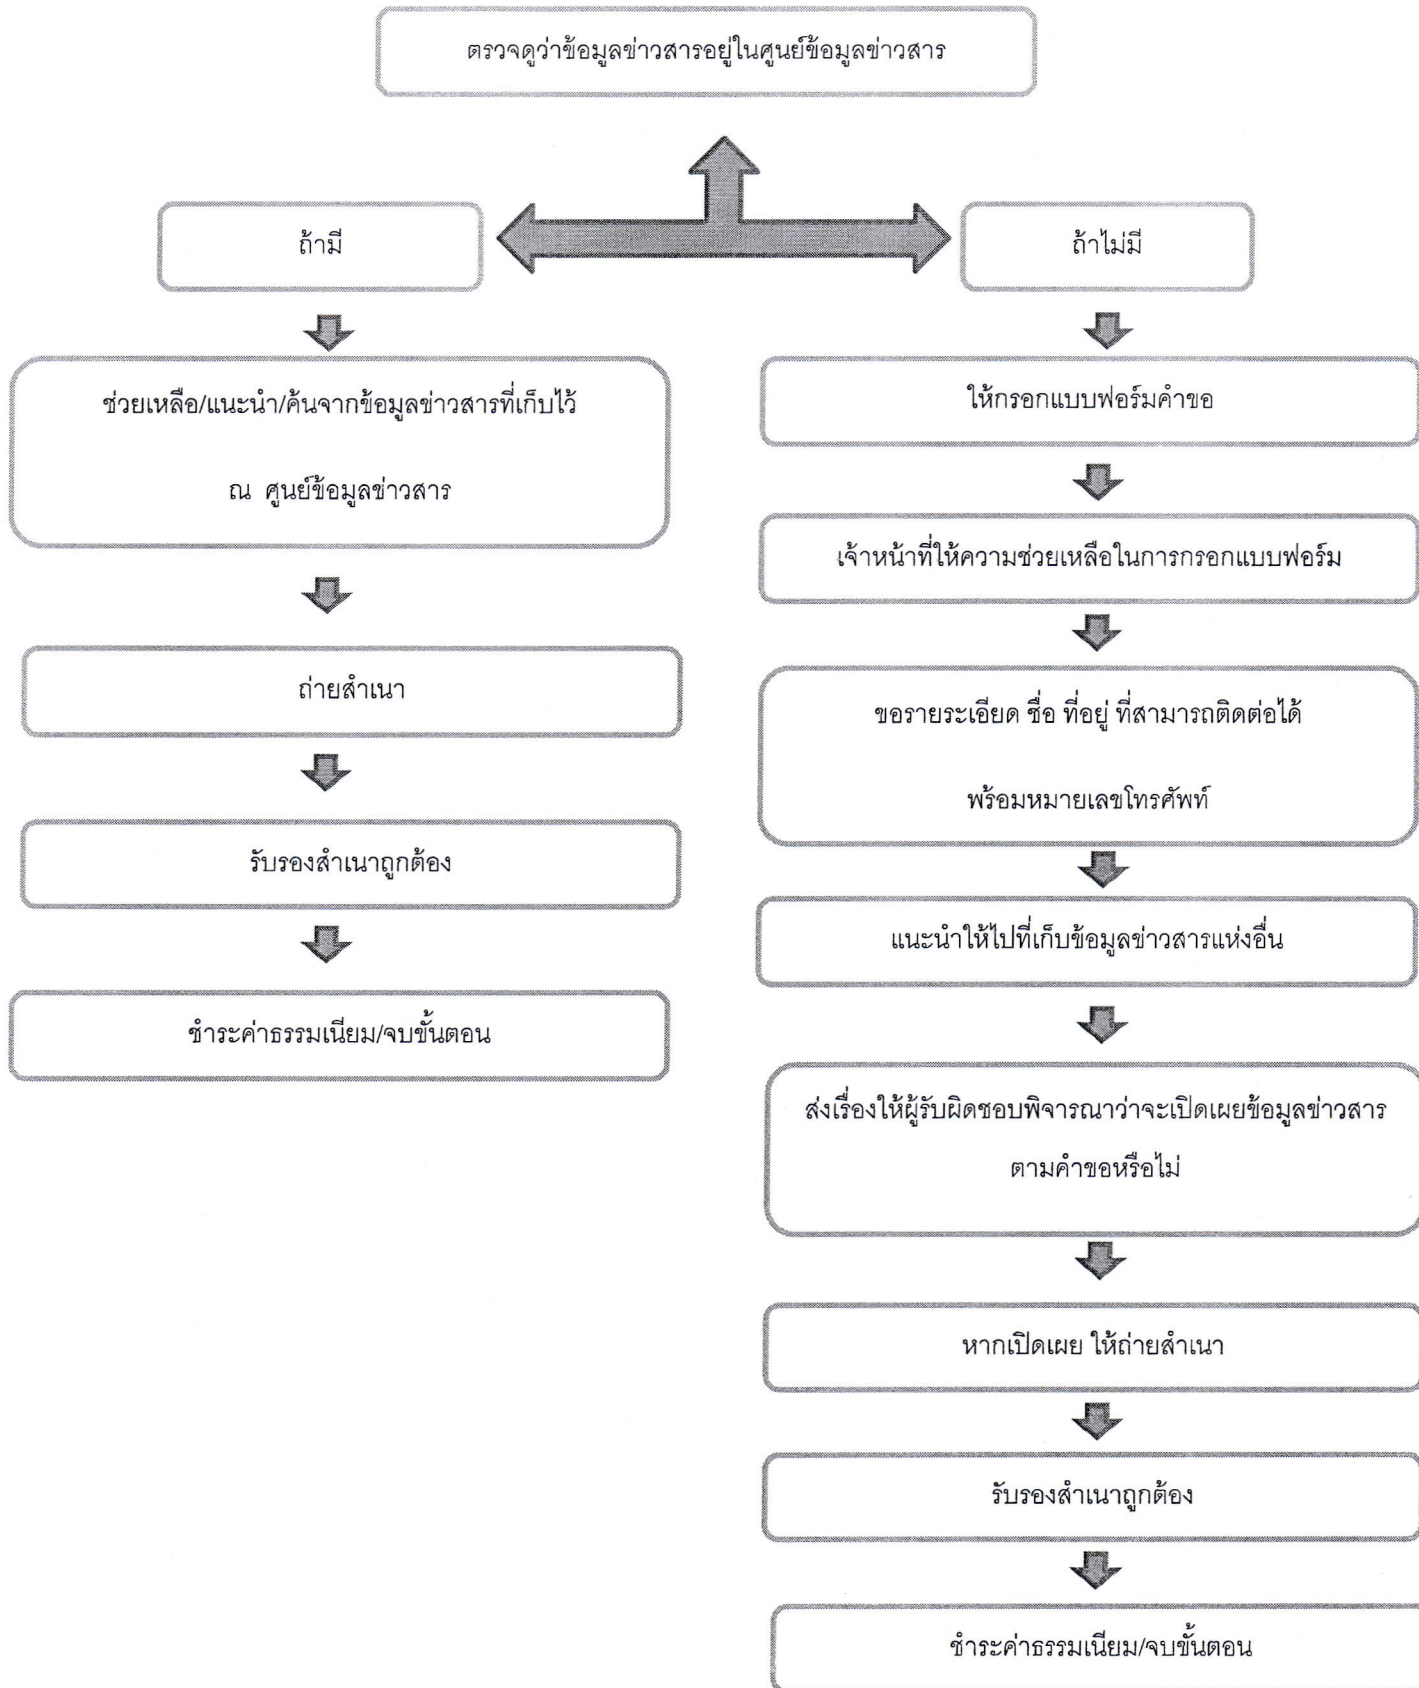 ตรวจดูว่าข้อมูลข่าวสารอยู่ในศูนย์ข้อมูลข่าวสาร
ถ้ามี
ช่วยเหลือ/แนะนำ/ค้นจากข้อมูลข่าวสารที่เก็บไว้
ณ ศูนย์ข้อมูลข่าวสาร
ถ่ายสำเนา
รับรองสำเนาถูกต้อง
ชำระค่าธรรมเนียม/จบขั้นตอน
ถ้าไม่มี
ให้กรอกแบบฟอร์มคำขอ
เจ้าหน้าที่ให้ความช่วยเหลือในการกรอกแบบฟอร์ม
ขอรายระเอียด ชื่อ ที่อยู่ ที่สามารถติดต่อได้
พร้อมหมายเลขโทรศัพท์
แนะนำให้ไปที่เก็บข้อมูลข่าวสารแห่งอื่น
ส่งเรื่องให้ผู้รับผิดชอบพิจารณาว่าจะเปิดเผยข้อมูลข่าวสาร
ตามคำขอหรือไม่
หากเปิดเผย ให้ถ่ายสำเนา
รับรองสำเนาถูกต้อง
ชำระค่าธรรมเนียม/จบขั้นตอน